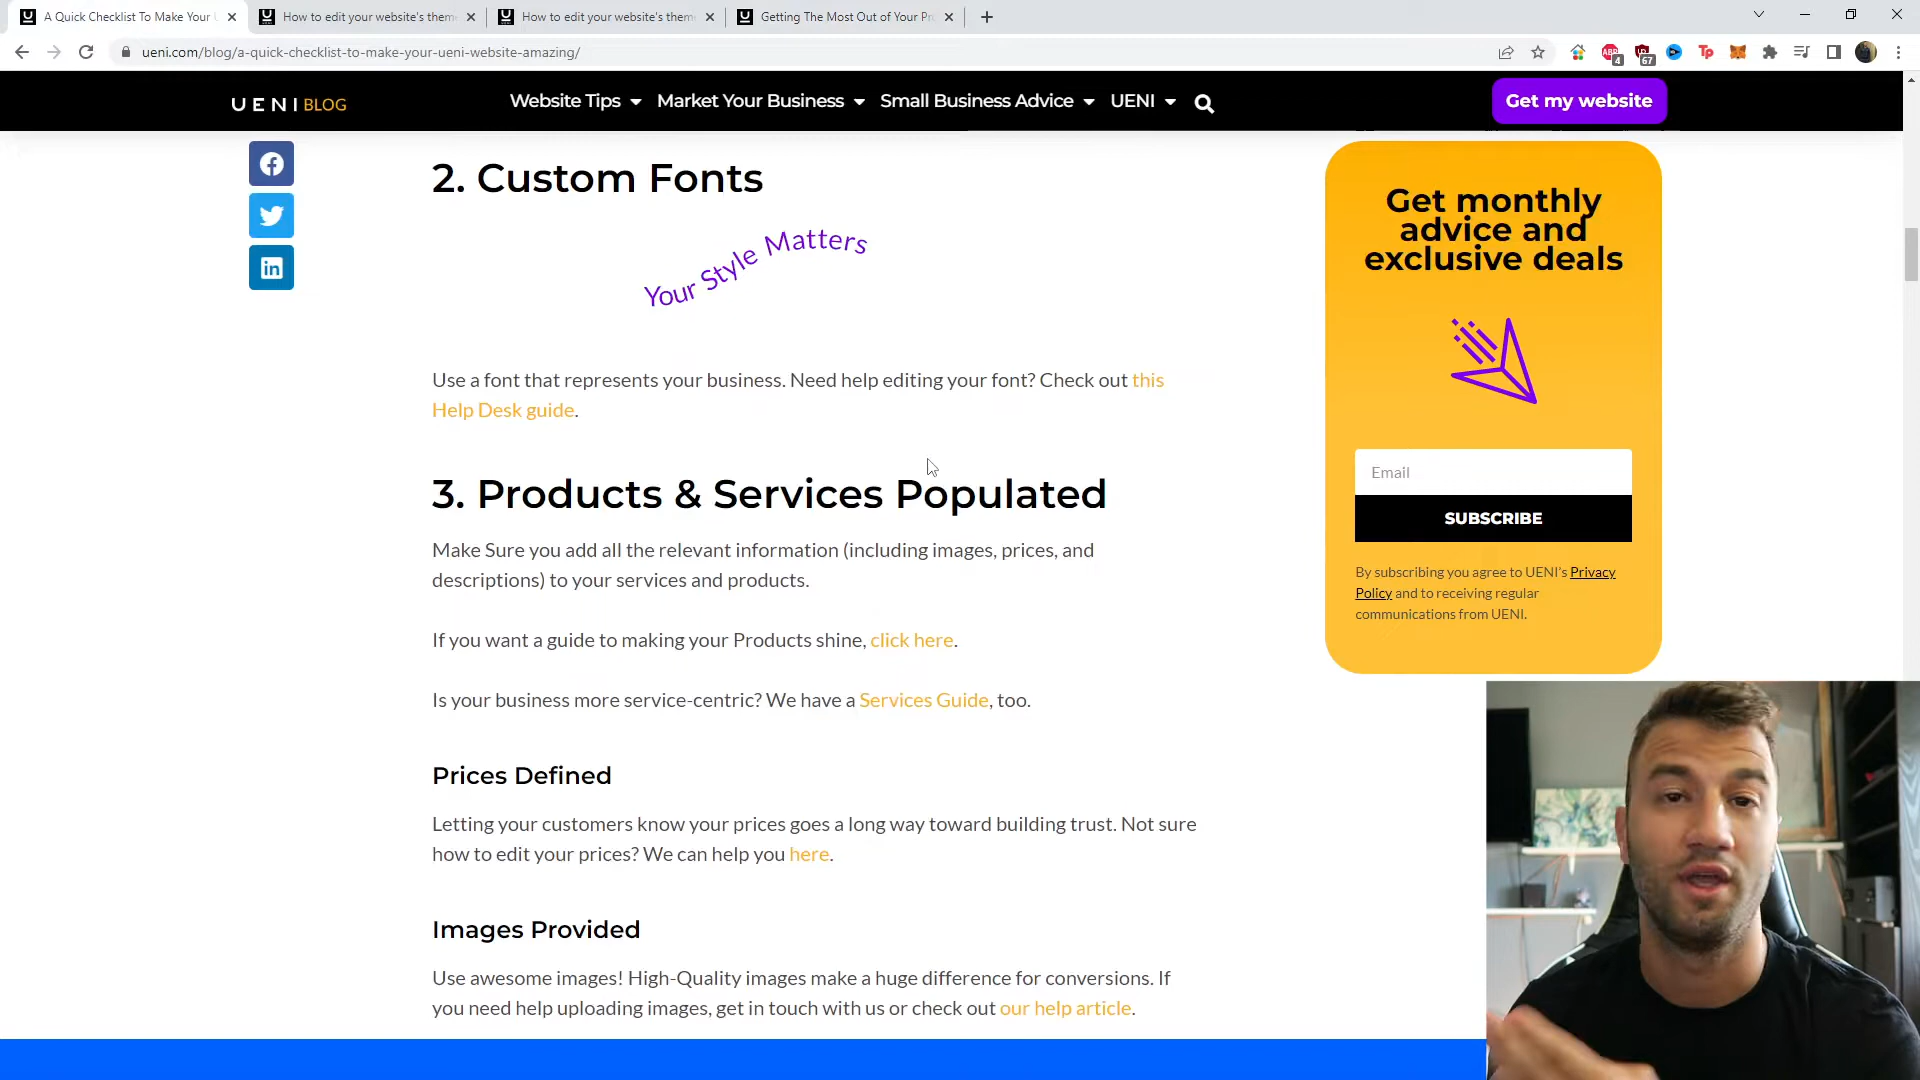 A Quick Checklist To Make Your
How to edit your website's them
How to edit your website's them
Getting The Most Out of Your Pr
ueni.com/blog/a-quick-checklist-to-make-your-ueni-website-amazing/
4
67
UENI BLOG
Website Tips
Market Your Business
Small Business Advice
UENI
Get my website
2. Custom Fonts
Your Style Matters
Use a font that represents your business. Need help editing your font? Check out this
Help Desk guide.
3. Products & Services Populated
Make Sure you add all the relevant information (including images, prices, and
descriptions) to your services and products.
If you want a guide to making your Products shine, click here.
Is your business more service-centric? We have a Services Guide, too.
Prices Defined
Letting your customers know your prices goes a long way toward building trust. Not sure
how to edit your prices? We can help you here.
Images Provided
Use awesome images! High-Quality images make a huge difference for conversions. If
you need help uploading images, get in touch with us or check out our help article.
Get monthly
advice and
exclusive deals
Email
SUBSCRIBE
By subscribing you agree to UENI's Privacy
Policy and to receiving regular
communications from UENI.